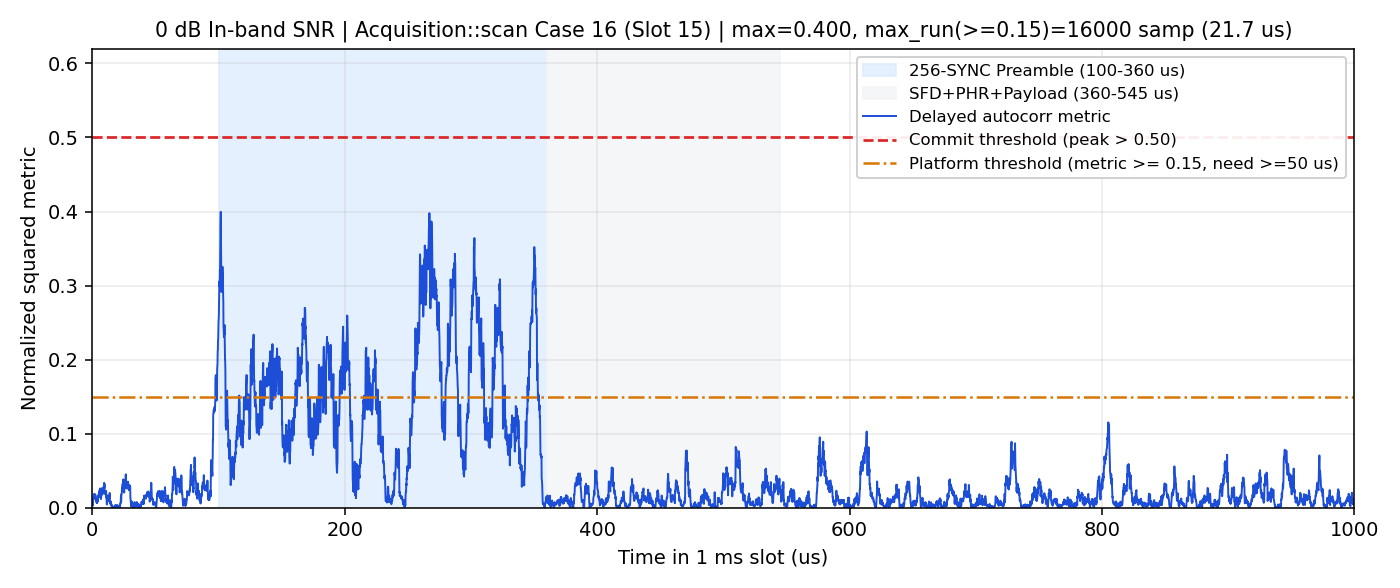 0 dB In-band SNR | Acquisition::scan Case 16 (Slot 15) | max=0.400, max_run(>=0.15)=16000 samp (21.7 us)
256-SYNC Preamble (100-360 us)
SFD+PHR+Payload (360-545 us)
Delayed autocorr metric
Commit threshold (peak > 0.50)
Platform threshold (metric >= 0.15, need >=50 us)
Normalized squared metric
0.6
0.5
0.4
0.3
0.2
0.1
0.0
0 200 400 600 800 1000
Time in 1 ms slot (us)